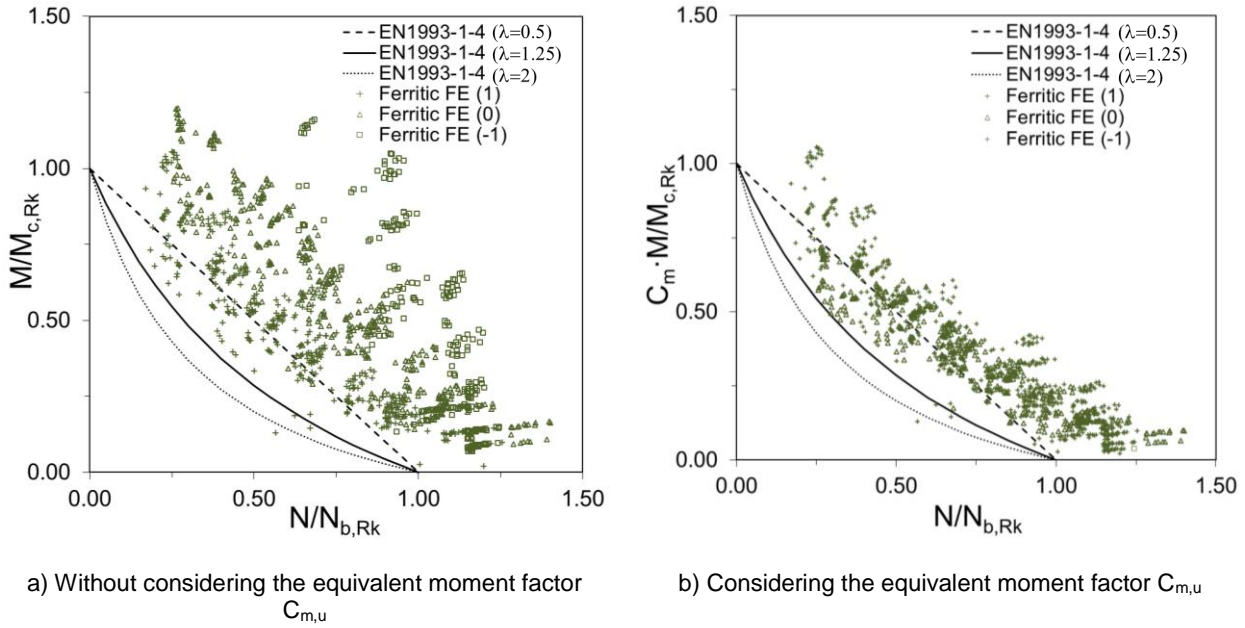 1.50
EN1993-1-4 (λ=0.5)
EN1993-1-4 (λ=1.25)
EN1993-1-4 (λ=2)
Ferritic FE (1)
Ferritic FE (0)
Ferritic FE (-1)
1.00
0.50
0.00
M/Mc,Rk
0.00 0.50 1.00 1.50
N/Nb,Rk
a) Without considering the equivalent moment factor
Cm,u
1.50
EN1993-1-4 (λ=0.5)
EN1993-1-4 (λ=1.25)
EN1993-1-4 (λ=2)
Ferritic FE (1)
Ferritic FE (0)
Ferritic FE (-1)
1.00
0.50
0.00
Cm·M/Mc,Rk
0.00 0.50 1.00 1.50
N/Nb,Rk
b) Considering the equivalent moment factor Cm,u